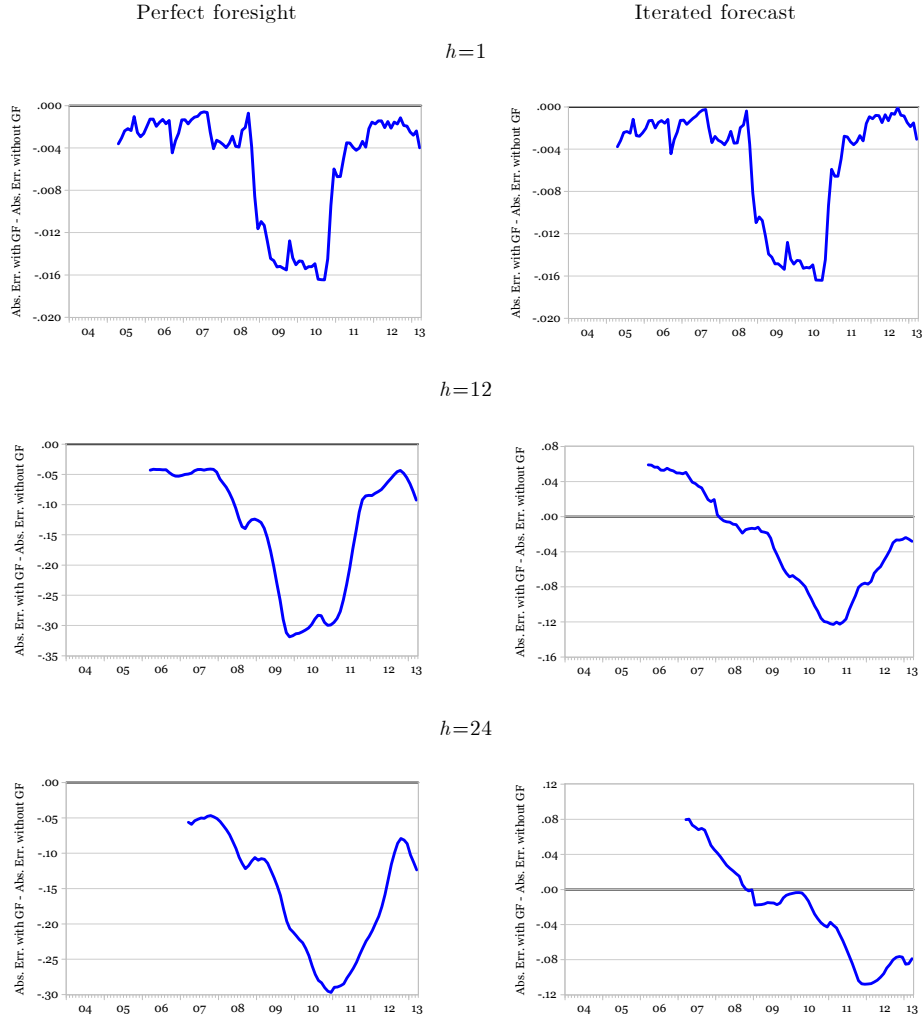 Perfect foresight
Iterated forecast
h=1
Abs. Err. with GF - Abs. Err. without GF
.000
-.004
-.008
-.012
-.016
-.020
04 05 06 07 08 09 10 11 12 13
Abs. Err. with GF - Abs. Err. without GF
.000
-.004
-.008
-.012
-.016
-.020
04 05 06 07 08 09 10 11 12 13
h=12
Abs. Err. with GF - Abs. Err. without GF
.00
-.05
-.10
-.15
-.20
-.25
-.30
-.35
04 05 06 07 08 09 10 11 12 13
Abs. Err. with GF - Abs. Err. without GF
.08
.04
.00
-.04
-.08
-.12
-.16
04 05 06 07 08 09 10 11 12 13
h=24
Abs. Err. with GF - Abs. Err. without GF
.00
-.05
-.10
-.15
-.20
-.25
-.30
04 05 06 07 08 09 10 11 12 13
Abs. Err. with GF - Abs. Err. without GF
.12
.08
.04
.00
-.04
-.08
-.12
04 05 06 07 08 09 10 11 12 13